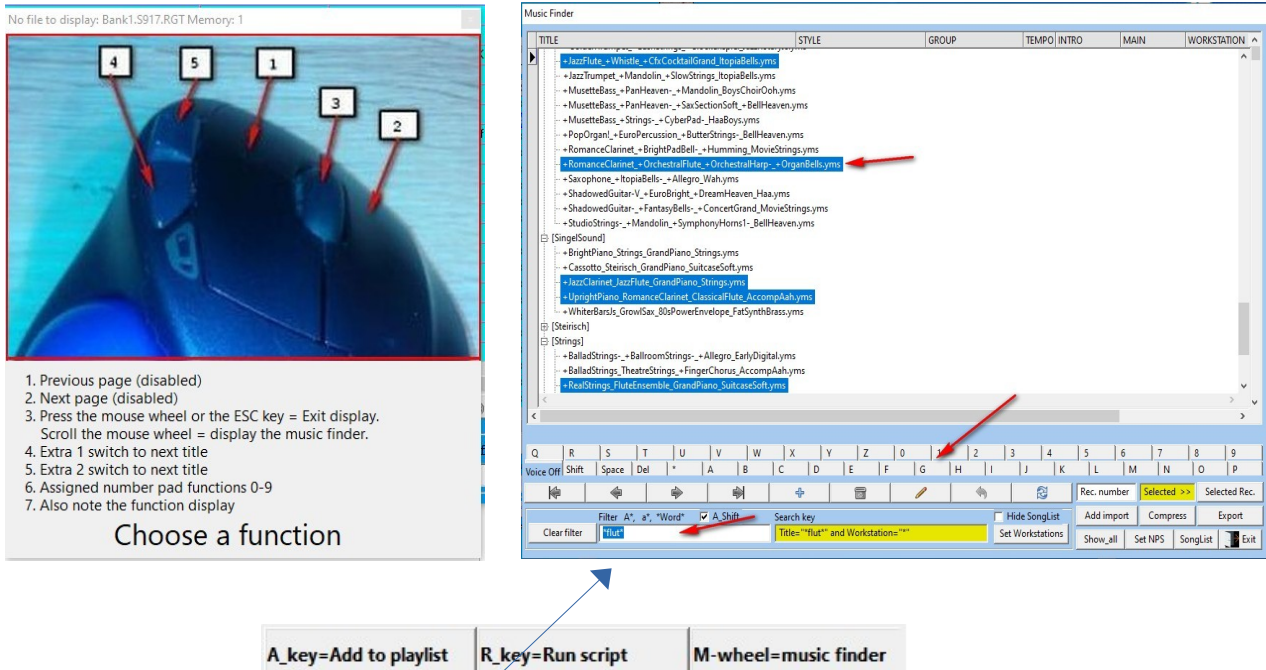 No file to display: Bank1.S917.RGT Memory: 1
x
4
5
1
3
2
1. Previous page (disabled)
2. Next page (disabled)
3. Press the mouse wheel or the ESC key = Exit display.
Scroll the mouse wheel = display the music finder.
4. Extra 1 switch to next title
5. Extra 2 switch to next title
6. Assigned number pad functions 0-9
7. Also note the function display
Choose a function
Music Finder
TITLE STYLE GROUP TEMPO INTRO MAIN WORKSTATION
+JazzFlute_+Whistle_+CfxCocktailGrand_ItopiaBells.yms
+JazzTrumpet_+Mandolin_+SlowStrings_ItopiaBells.yms
+MusetteBass_+PanHeaven-_+Mandolin_BoysChoirOoh.yms
+MusetteBass_+PanHeaven-_+SaxSectionSoft_+BellHeaven.yms
+MusetteBass_+Strings-_+CyberPad-_HaaBoys.yms
+PopOrgan!_+EuroPercussion_+ButterStrings-_BellHeaven.yms
+RomanceClarinet_+BrightPadBell-_+Humming_MovieStrings.yms
+RomanceClarinet_+OrchestralFlute_+OrchestralHarp-_+OrganBells.yms
+Saxophone_+ItopiaBells-_+Allegro_Wah.yms
+ShadowedGuitar-V_+EuroBright_+DreamHeaven_Haa.yms
+ShadowedGuitar-_+FantasyBells-_+ConcertGrand_MovieStrings.yms
+StudioStrings-_+Mandolin_+SymphonyHorns1-_BellHeaven.yms
[SingelSound]
+BrightPiano_Strings_GrandPiano_Strings.yms
+Cassotto_Steirisch_GrandPiano_SuitcaseSoft.yms
+JazzClarinet_JazzFlute_GrandPiano_Strings.yms
+UprightPiano_RomanceClarinet_ClassicalFlute_AccompAah.yms
+WhiterBarsJs_GrowlSax_80sPowerEnvelope_FatSynthBrass.yms
[Steirisch]
[Strings]
+BalladStrings-_+BallroomStrings-_+Allegro_EarlyDigital.yms
+BalladStrings_TheatreStrings_+FingerChorus_AccompAah.yms
+RealStrings_FluteEnsemble_GrandPiano_SuitcaseSoft.yms
Q R S T U V W X Y Z 0 1 2 3 4 5 6 7 8 9
Voice Off Shift Space Del * A B C D E F G H I J K L M N O P
Rec. number Selected >> Selected Rec.
Filter A*, a*, *Word* A_Shift Search key Hide SongList Add import Compress Export
Clear filter *flut* Title="*flut*" and Workstation="*" Set Workstations Show_all Set NPS SongList Exit
A_key=Add to playlist R_key=Run script M-wheel=music finder